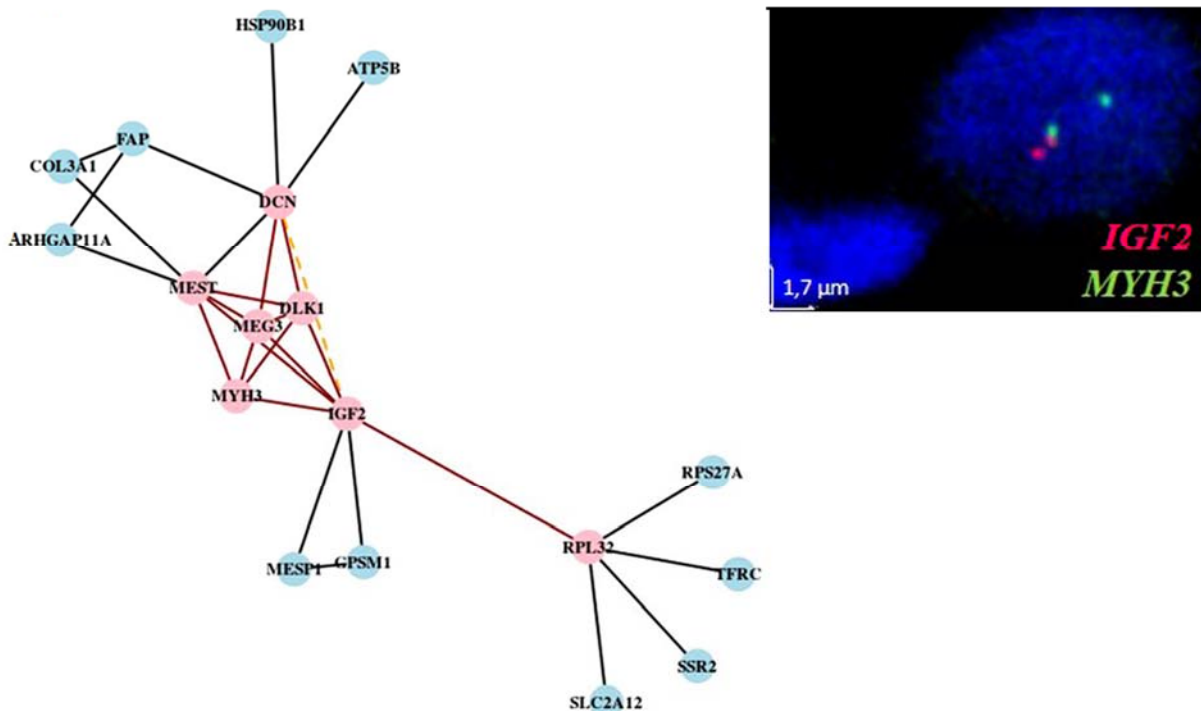 HSP90B1
ATP5B
FAP
COL3A1
DCN
ARHGAP11A
MEST
DLK1
MEG3
MYH3
IGF2
RPS27A
RPL32
MESP1
GPSM1
TFRC
SSR2
SLC2A12
IGF2
MYH3
1,7 µm